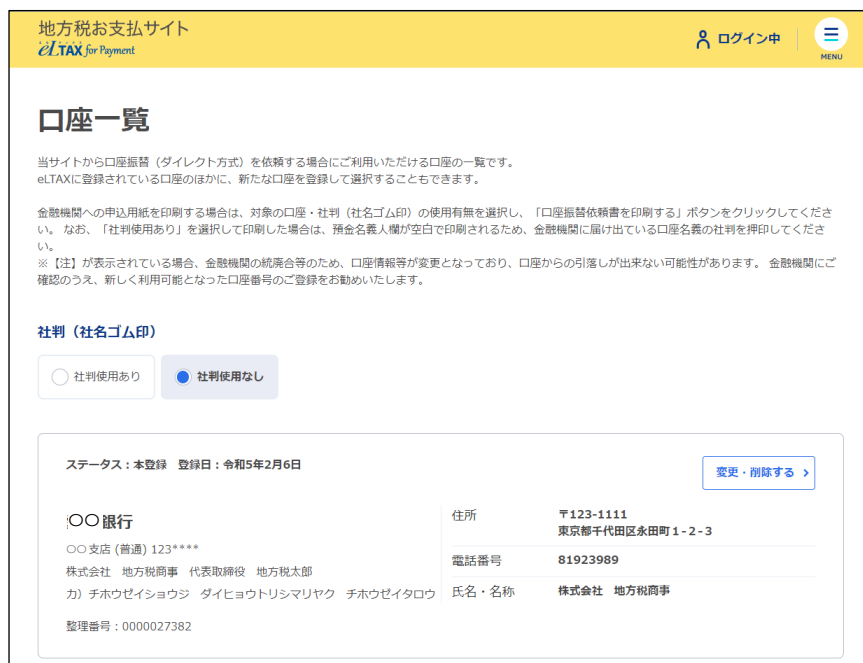 地方税お支払サイト
eLTAX for Payment
ログイン中
MENU
口座一覧
当サイトから口座振替（ダイレクト方式）を依頼する場合にご利用いただける口座の一覧です。
eLTAXに登録されている口座のほかに、新たな口座を登録して選択することもできます。
金融機関への申込用紙を印刷する場合は、対象の口座・社判（社名ゴム印）の使用有無を選択し、「口座振替依頼書を印刷する」ボタンをクリックしてくださ
い。 なお、「社判使用あり」を選択して印刷した場合は、預金名義人欄が空白で印刷されるため、金融機関に届け出ている口座名義の社判を押印してくださ
い。
※【注】が表示されている場合、金融機関の統廃合等のため、口座情報等が変更となっており、口座からの引落しが出来ない可能性があります。 金融機関にご
確認のうえ、新しく利用可能となった口座番号のご登録をお勧めいたします。
社判（社名ゴム印）
社判使用あり
社判使用なし
ステータス：本登録　登録日：令和5年2月6日
変更・削除する
〇〇銀行
〇〇支店 (普通) 123****
株式会社　地方税商事　代表取締役　地方税太郎
カ）チホウゼイショウジ　ダイヒョウトリシマリヤク　チホウゼイタロウ
整理番号：0000027382
住所
〒123-1111
東京都千代田区永田町１-２-３
電話番号
81923989
氏名・名称
株式会社　地方税商事